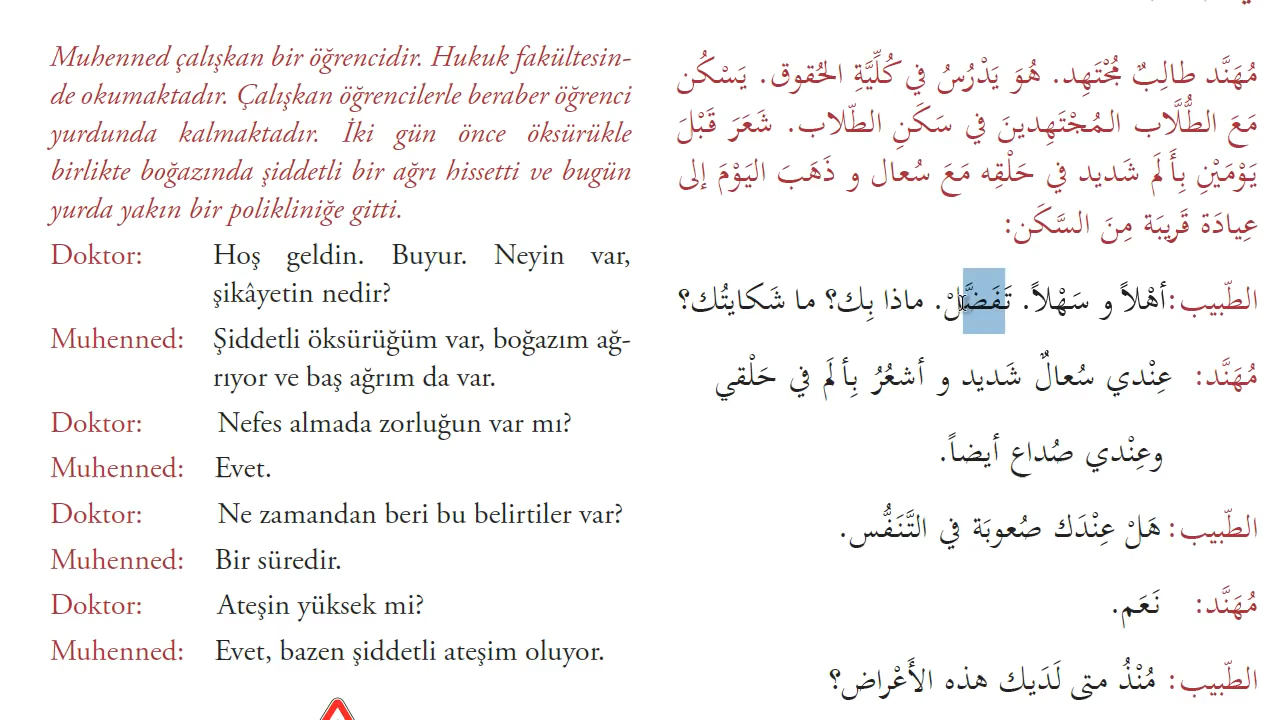 Muhenned çalışkan bir öğrencidir. Hukuk fakültesin-
de okumaktadır. Çalışkan öğrencilerle beraber öğrenci
yurdunda kalmaktadır. İki gün önce öksürükle
birlikte boğazında şiddetli bir ağrı hissetti ve bugün
yurda yakın bir polikliniğe gitti.
Doktor: Hoş geldin. Buyur. Neyin var,
şikâyetin nedir?
Muhenned: Şiddetli öksürüğüm var, boğazım ağ-
rıyor ve baş ağrım da var.
Doktor: Nefes almada zorluğun var mı?
Muhenned: Evet.
Doktor: Ne zamandan beri bu belirtiler var?
Muhenned: Bir süredir.
Doktor: Ateşin yüksek mi?
Muhenned: Evet, bazen şiddetli ateşim oluyor.
مُهَنَّد طالِبٌ مُجْتَهِد. هُوَ يَدْرُسُ في كُلِّيَّةِ الحُقوق. يَسْكُن
مَعَ الطُّلَّاب المُجْتَهِدينَ في سَكَنِ الطّلاب. شَعَرَ قَبْلَ
يَوْمَيْنِ بِأَلَم شَديد في حَلْقِه مَعَ سُعال و ذَهَبَ اليَوْمَ إلى
عِيادَة قَريبَة مِنَ السَّكَن:
الطّبيب: أهْلاً و سَهْلاً. تَفَضَّلْ. ماذا بِك؟ ما شَكايتُك؟
مُهَنَّد: عِنْدي سُعالٌ شَديد و أشعُرُ بِأَلَم في حَلْقي
وعِنْدي صُداع أيضاً.
الطّبيب: هَلْ عِنْدَك صُعوبَة في التَّنَفُّس.
مُهَنَّد: نَعَم.
الطّبيب: مُنْذُ متى لَدَيك هذه الأَعْراض؟